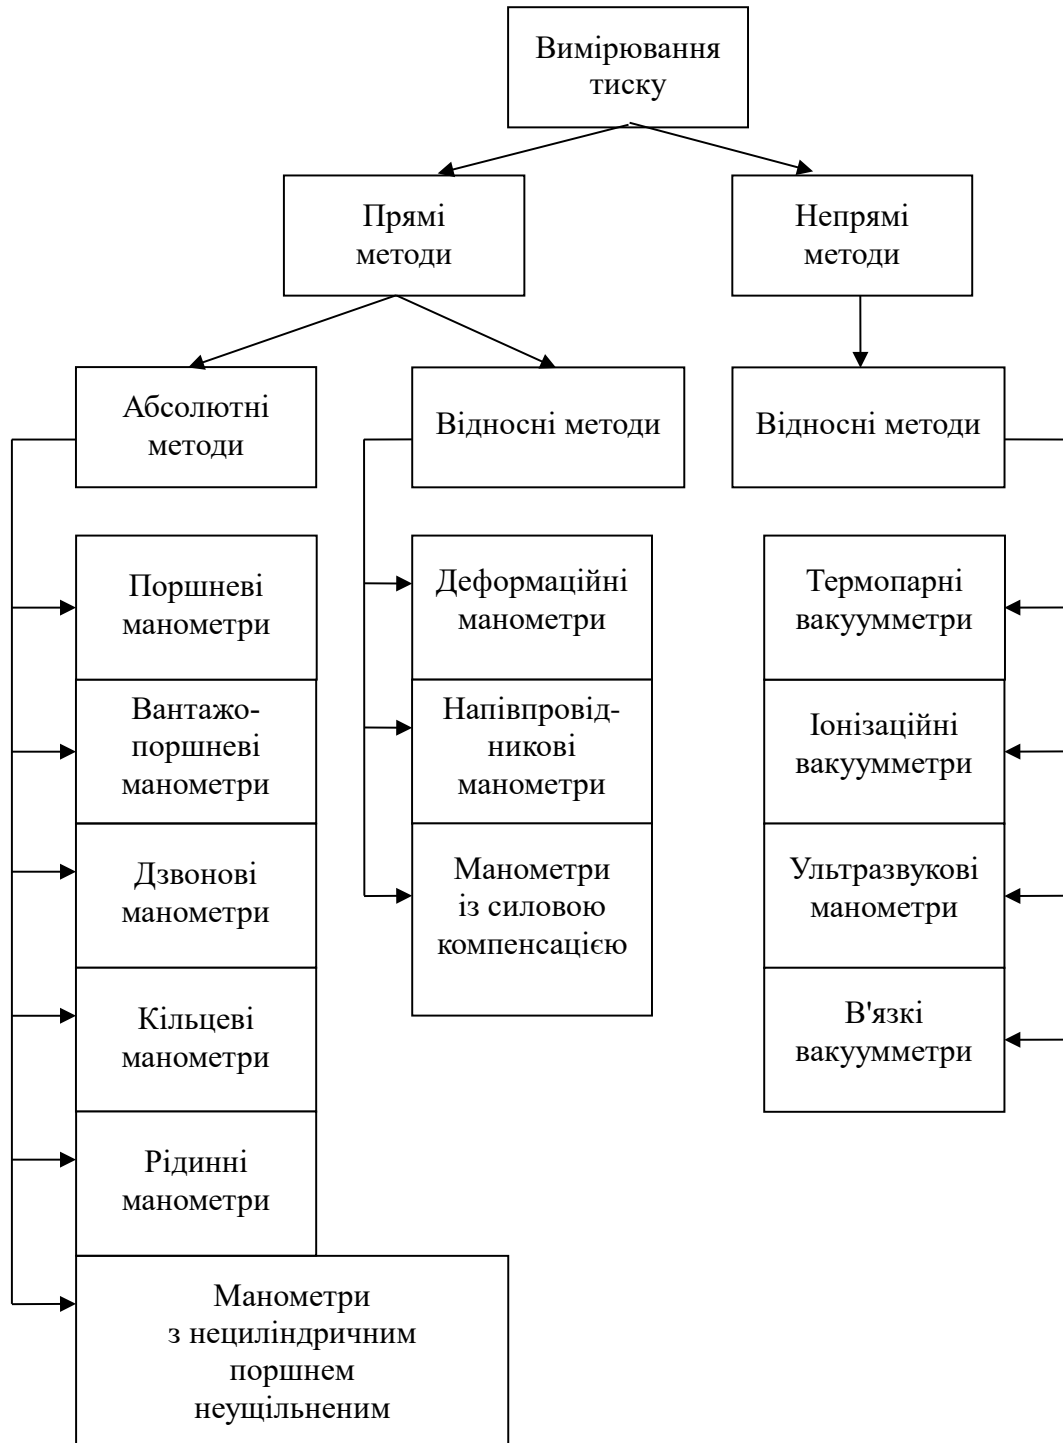 Вимірювання
тиску
Прямі
методи
Непрямі
методи
Абсолютні
методи
Відносні методи
Відносні методи
Поршневі
манометри
Вантажо-
поршневі
манометри
Дзвонові
манометри
Кільцеві
манометри
Рідинні
манометри
Манометри
з нециліндричним
поршнем
неущільненим
Деформаційні
манометри
Напівпровід-
никові
манометри
Манометри
із силовою
компенсацією
Термопарні
вакуумметри
Іонізаційні
вакуумметри
Ультразвукові
манометри
В'язкі
вакуумметри